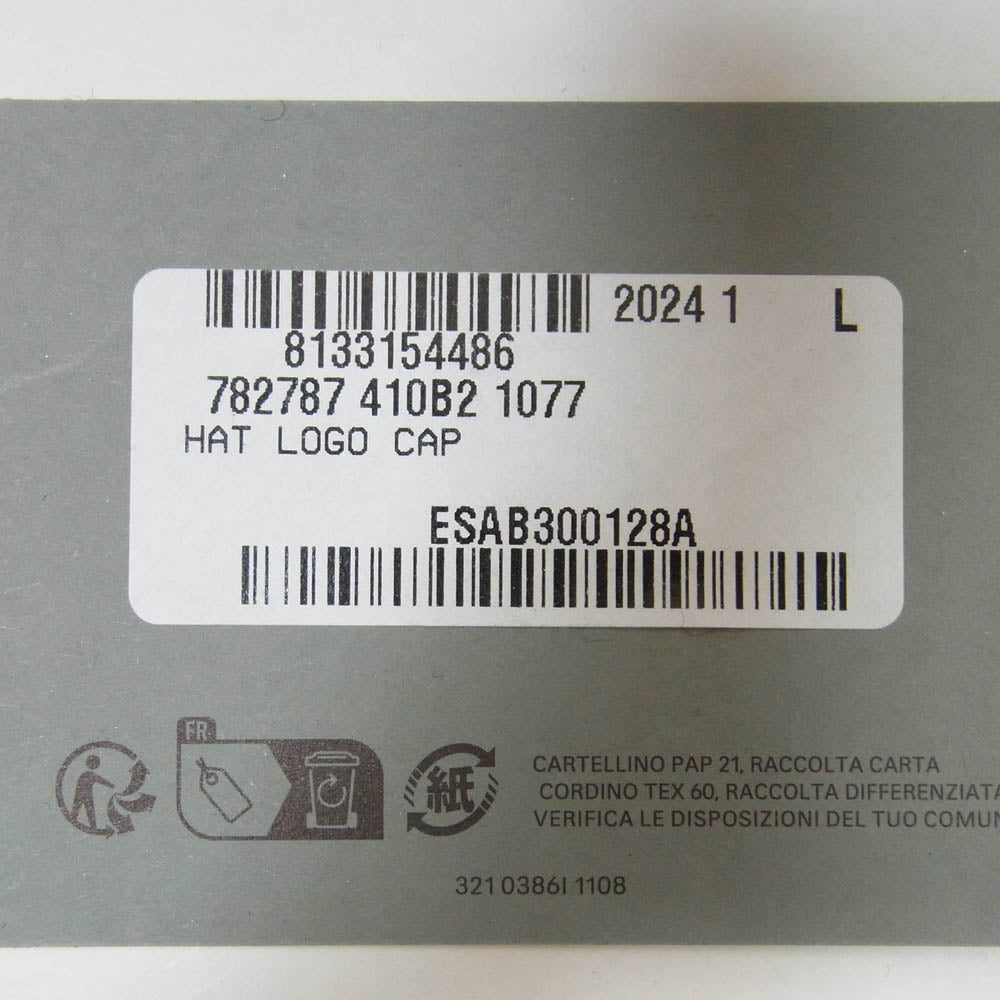 2024 1 L
8133154486
782787 410B2 1077
HAT LOGO CAP
ESAB300128A
FR
紙
CARTELLINO PAP 21, RACCOLTA CARTA
CORDINO TEX 60, RACCOLTA DIFFERENZIATA
VERIFICA LE DISPOSIZIONI DEL TUO COMUN
321 0386I 1108